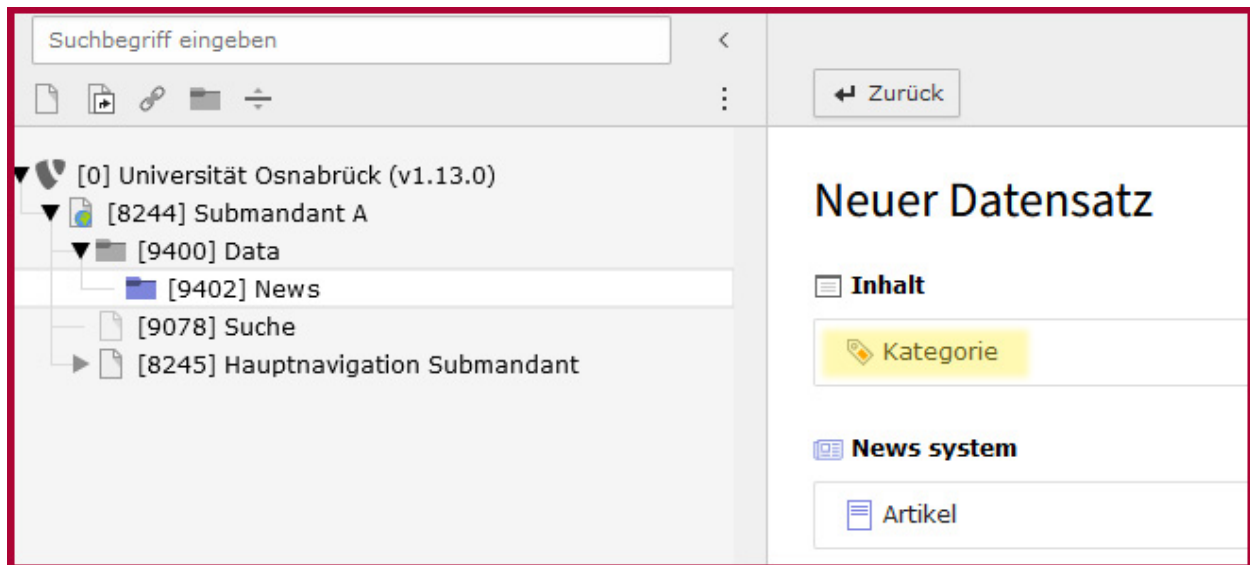 Suchbegriff eingeben
Zurück
[0] Universität Osnabrück (v1.13.0)
[8244] Submandant A
[9400] Data
[9402] News
[9078] Suche
[8245] Hauptnavigation Submandant
Neuer Datensatz
Inhalt
Kategorie
News system
Artikel